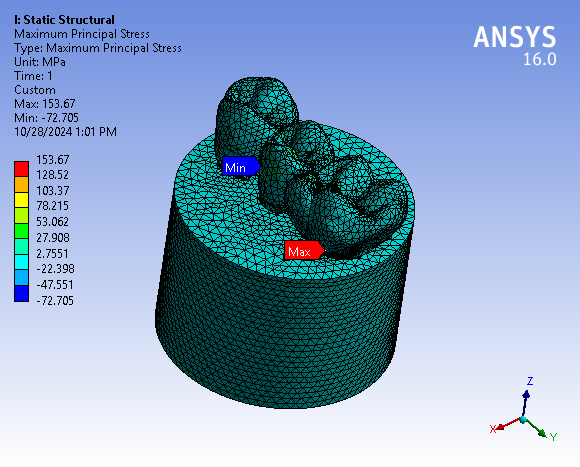 I: Static Structural
Maximum Principal Stress
Type: Maximum Principal Stress
Unit: MPa
Time: 1
Custom
Max: 153.67
Min: -72.705
10/28/2024 1:01 PM
ANSYS
16.0
153.67
128.52
103.37
78.215
53.062
27.908
2.7551
-22.398
-47.551
-72.705
Min
Max
Z
X
Y